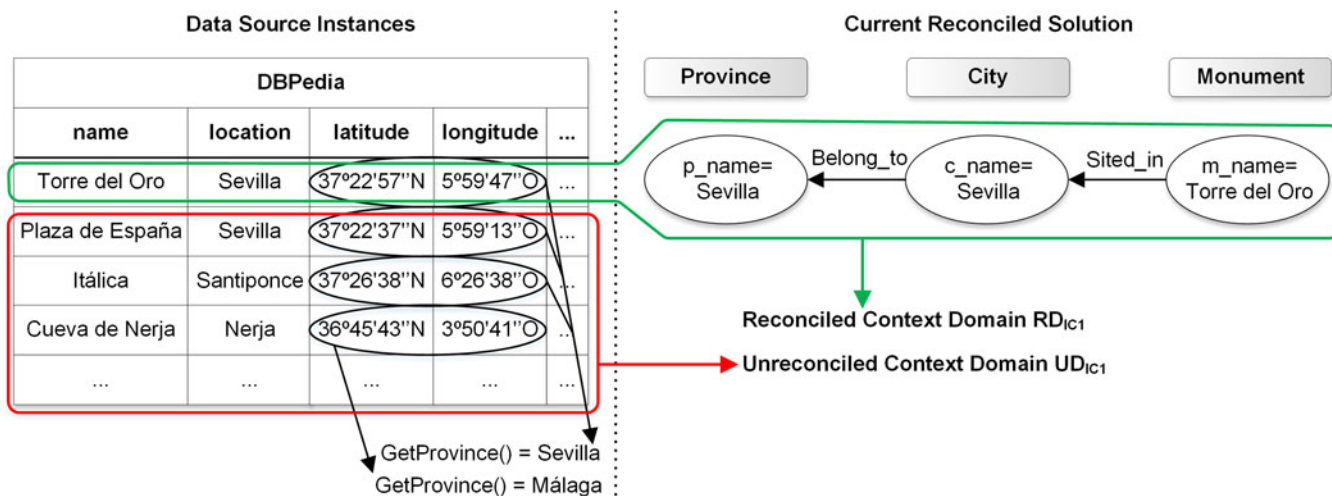 Data Source Instances
Current Reconciled Solution
DBPedia
name location latitude longitude ...
Torre del Oro Sevilla 37º22'57''N 5º59'47''O ...
Plaza de España Sevilla 37º22'37''N 5º59'13''O ...
Itálica Santiponce 37º26'38''N 6º26'38''O ...
Cueva de Nerja Nerja 36º45'43''N 3º50'41''O ...
... ... ... ... ...
GetProvince() = Sevilla
GetProvince() = Málaga
Province City Monument
p_name=
Sevilla
Belong_to
c_name=
Sevilla
Sited_in
m_name=
Torre del Oro
Reconciled Context Domain RDIC1
Unreconciled Context Domain UDIC1